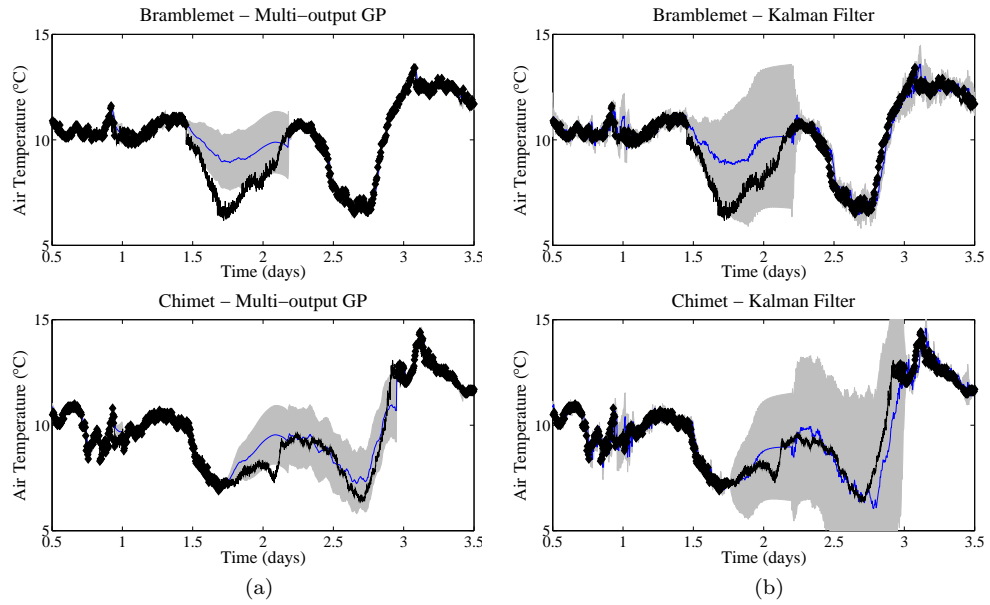 Bramblemet – Multi–output GP
15
10
5
Air Temperature (°C)
0.5 1 1.5 2 2.5 3 3.5
Time (days)
Bramblemet – Kalman Filter
15
10
5
Air Temperature (°C)
0.5 1 1.5 2 2.5 3 3.5
Time (days)
Chimet – Multi–output GP
15
10
5
Air Temperature (°C)
0.5 1 1.5 2 2.5 3 3.5
Time (days)
Chimet – Kalman Filter
15
10
5
Air Temperature (°C)
0.5 1 1.5 2 2.5 3 3.5
Time (days)
(a)
(b)